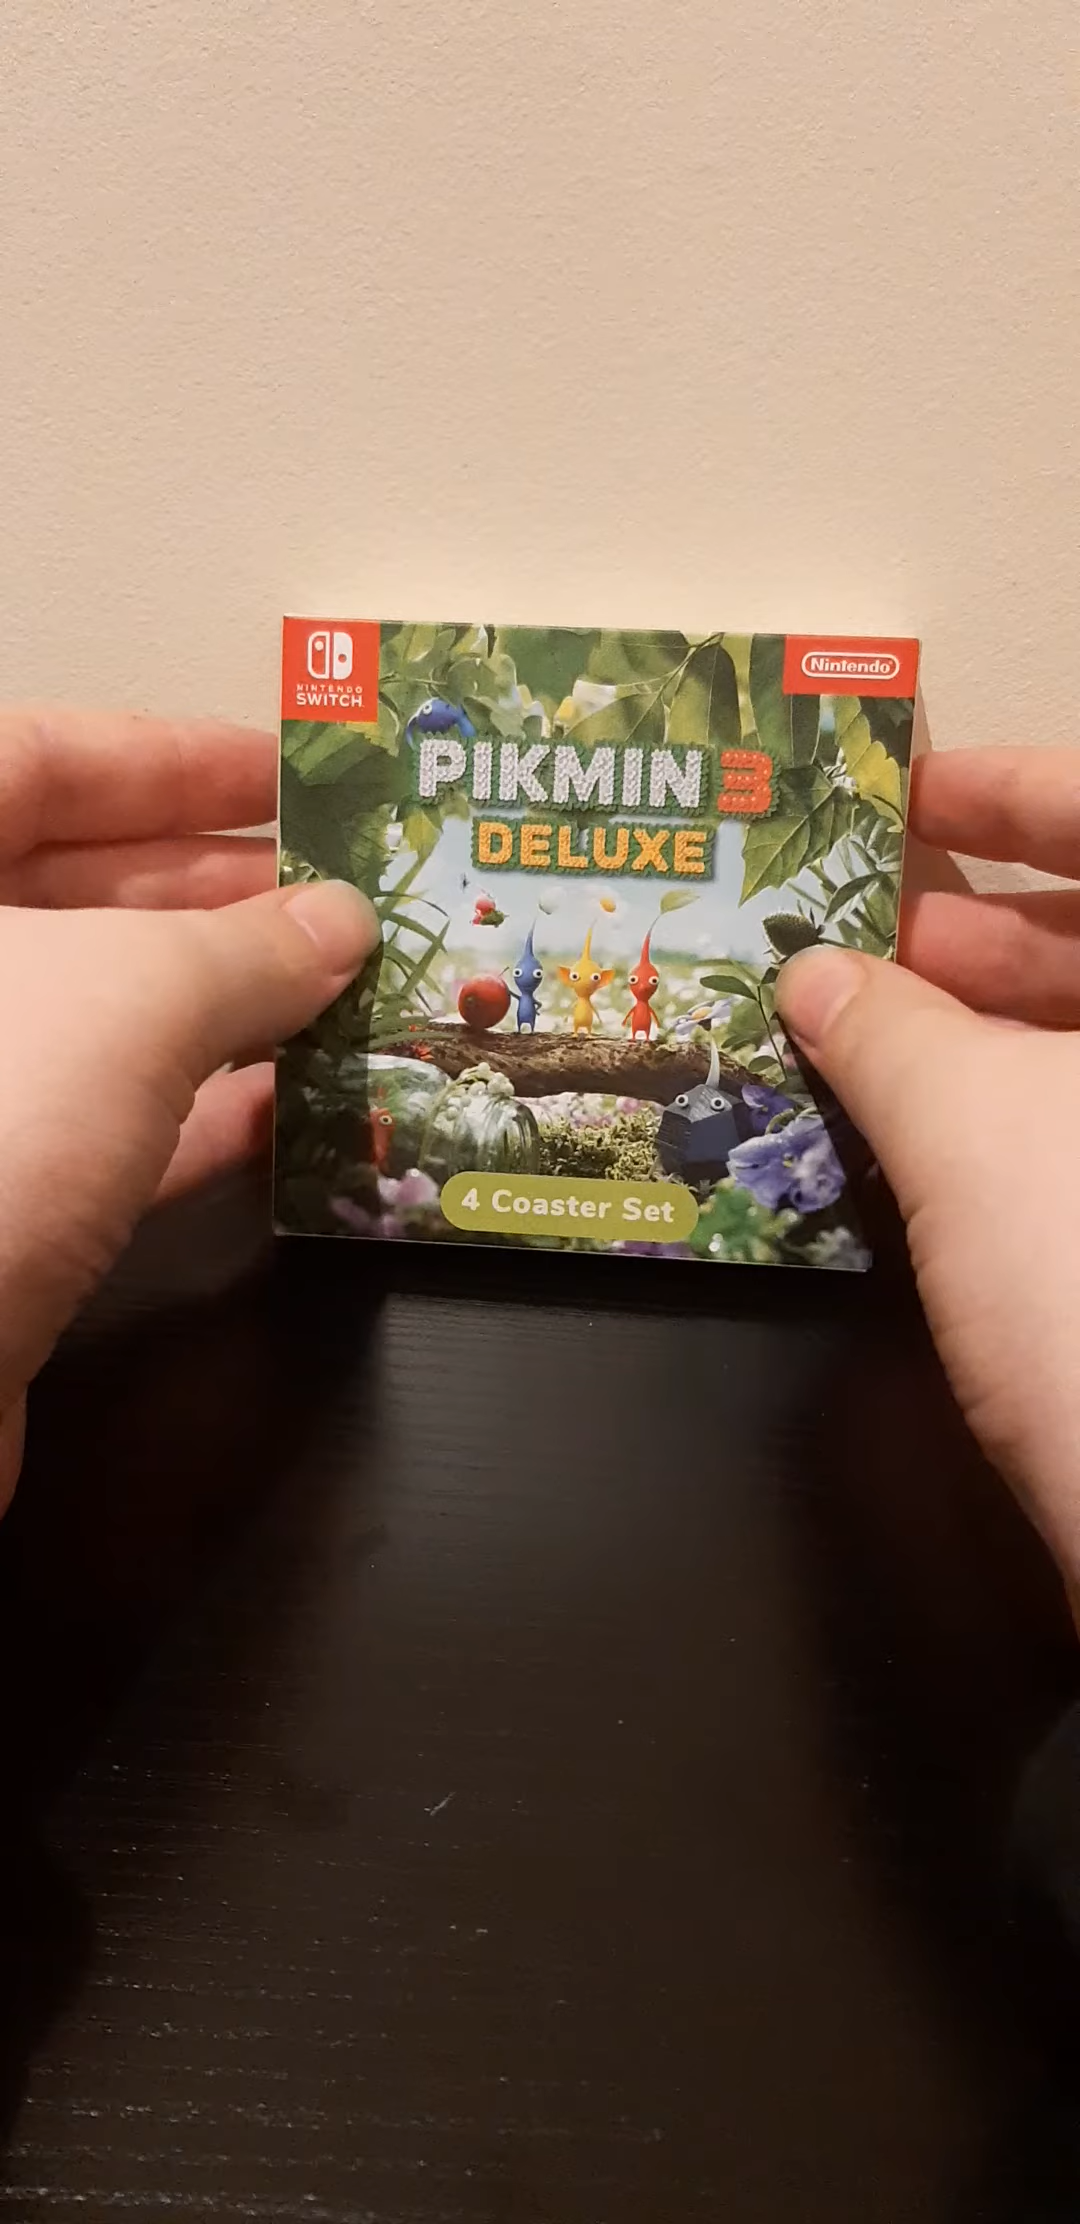 NINTENDO
SWITCH
Nintendo
PIKMIN 3
DELUXE
4 Coaster Set